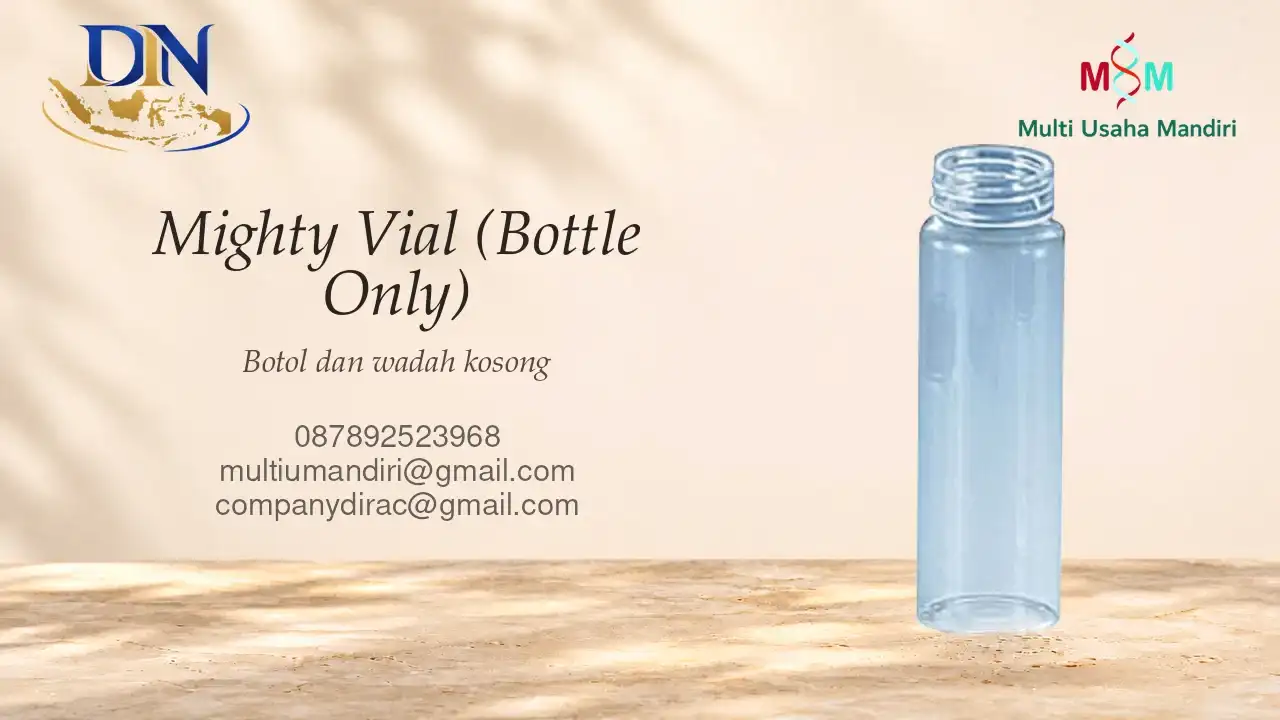 DIN
MSM
Multi Usaha Mandiri
Mighty Vial (Bottle
Only)
Botol dan wadah kosong
087892523968
multiumandiri@gmail.com
companydirac@gmail.com